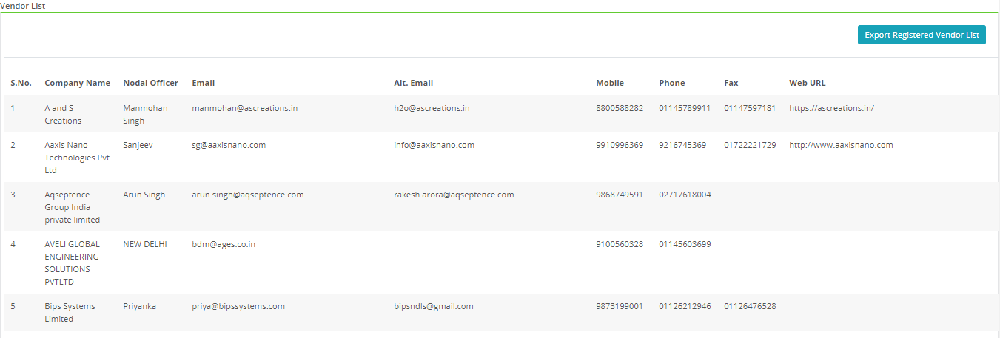 Vendor List
Export Registered Vendor List
S.No. Company Name Nodal Officer Email Alt. Email Mobile Phone Fax Web URL
1 A and S Manmohan manmohan@ascreations.in h2o@ascreations.in 8800588282 01145789911 01147597181 https://ascreations.in/
Creations Singh
2 Aaxis Nano Sanjeev sg@aaxisnano.com info@aaxisnano.com 9910996369 9216745369 01722221729 http://www.aaxisnano.com
Technologies Pvt
Ltd
3 Aqseptence Arun Singh arun.singh@aqseptence.com rakesh.arora@aqseptence.com 9868749591 02717618004
Group India
private limited
4 AVELI GLOBAL NEW DELHI bdm@ages.co.in 9100560328 01145603699
ENGINEERING
SOLUTIONS
PVTLTD
5 Bips Systems Priyanka priya@bipssystems.com bipsndls@gmail.com 9873199001 01126212946 01126476528
Limited